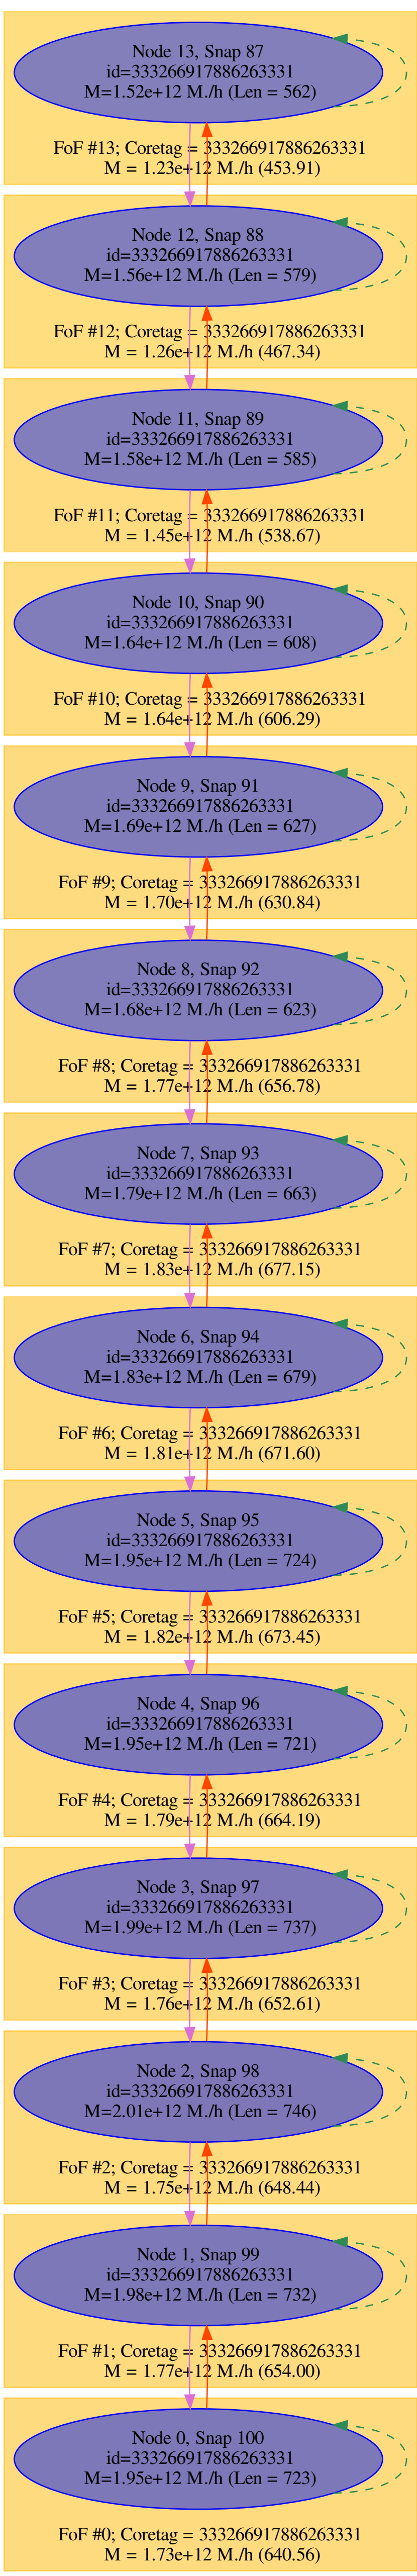 Node 13, Snap 87
id=333266917886263331
M=1.52e+12 M./h (Len = 562)
FoF #13; Coretag = 333266917886263331
M = 1.23e+12 M./h (453.91)
Node 12, Snap 88
id=333266917886263331
M=1.56e+12 M./h (Len = 579)
FoF #12; Coretag = 333266917886263331
M = 1.26e+12 M./h (467.34)
Node 11, Snap 89
id=333266917886263331
M=1.58e+12 M./h (Len = 585)
FoF #11; Coretag = 333266917886263331
M = 1.45e+12 M./h (538.67)
Node 10, Snap 90
id=333266917886263331
M=1.64e+12 M./h (Len = 608)
FoF #10; Coretag = 333266917886263331
M = 1.64e+12 M./h (606.29)
Node 9, Snap 91
id=333266917886263331
M=1.69e+12 M./h (Len = 627)
FoF #9; Coretag = 333266917886263331
M = 1.70e+12 M./h (630.84)
Node 8, Snap 92
id=333266917886263331
M=1.68e+12 M./h (Len = 623)
FoF #8; Coretag = 333266917886263331
M = 1.77e+12 M./h (656.78)
Node 7, Snap 93
id=333266917886263331
M=1.79e+12 M./h (Len = 663)
FoF #7; Coretag = 333266917886263331
M = 1.83e+12 M./h (677.15)
Node 6, Snap 94
id=333266917886263331
M=1.83e+12 M./h (Len = 679)
FoF #6; Coretag = 333266917886263331
M = 1.81e+12 M./h (671.60)
Node 5, Snap 95
id=333266917886263331
M=1.95e+12 M./h (Len = 724)
FoF #5; Coretag = 333266917886263331
M = 1.82e+12 M./h (673.45)
Node 4, Snap 96
id=333266917886263331
M=1.95e+12 M./h (Len = 721)
FoF #4; Coretag = 333266917886263331
M = 1.79e+12 M./h (664.19)
Node 3, Snap 97
id=333266917886263331
M=1.99e+12 M./h (Len = 737)
FoF #3; Coretag = 333266917886263331
M = 1.76e+12 M./h (652.61)
Node 2, Snap 98
id=333266917886263331
M=2.01e+12 M./h (Len = 746)
FoF #2; Coretag = 333266917886263331
M = 1.75e+12 M./h (648.44)
Node 1, Snap 99
id=333266917886263331
M=1.98e+12 M./h (Len = 732)
FoF #1; Coretag = 333266917886263331
M = 1.77e+12 M./h (654.00)
Node 0, Snap 100
id=333266917886263331
M=1.95e+12 M./h (Len = 723)
FoF #0; Coretag = 333266917886263331
M = 1.73e+12 M./h (640.56)